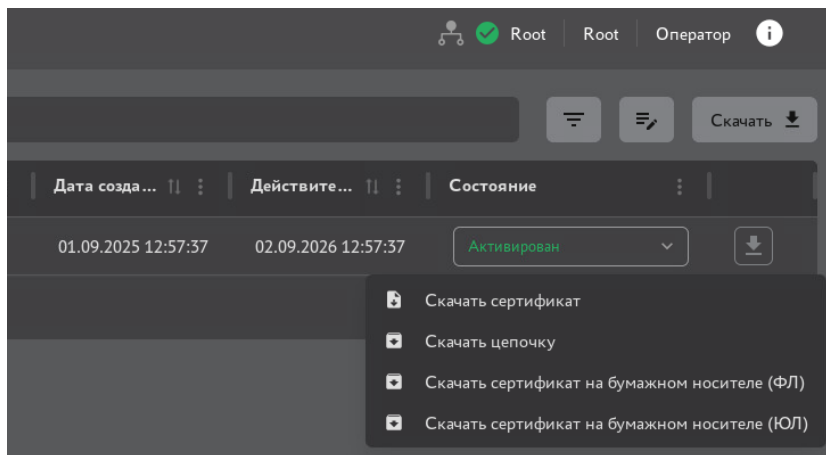 Root Root Оператор
Скачать
Дата созда... Действите... Состояние
01.09.2025 12:57:37 02.09.2026 12:57:37 Активирован
Скачать сертификат
Скачать цепочку
Скачать сертификат на бумажном носителе (ФЛ)
Скачать сертификат на бумажном носителе (ЮЛ)